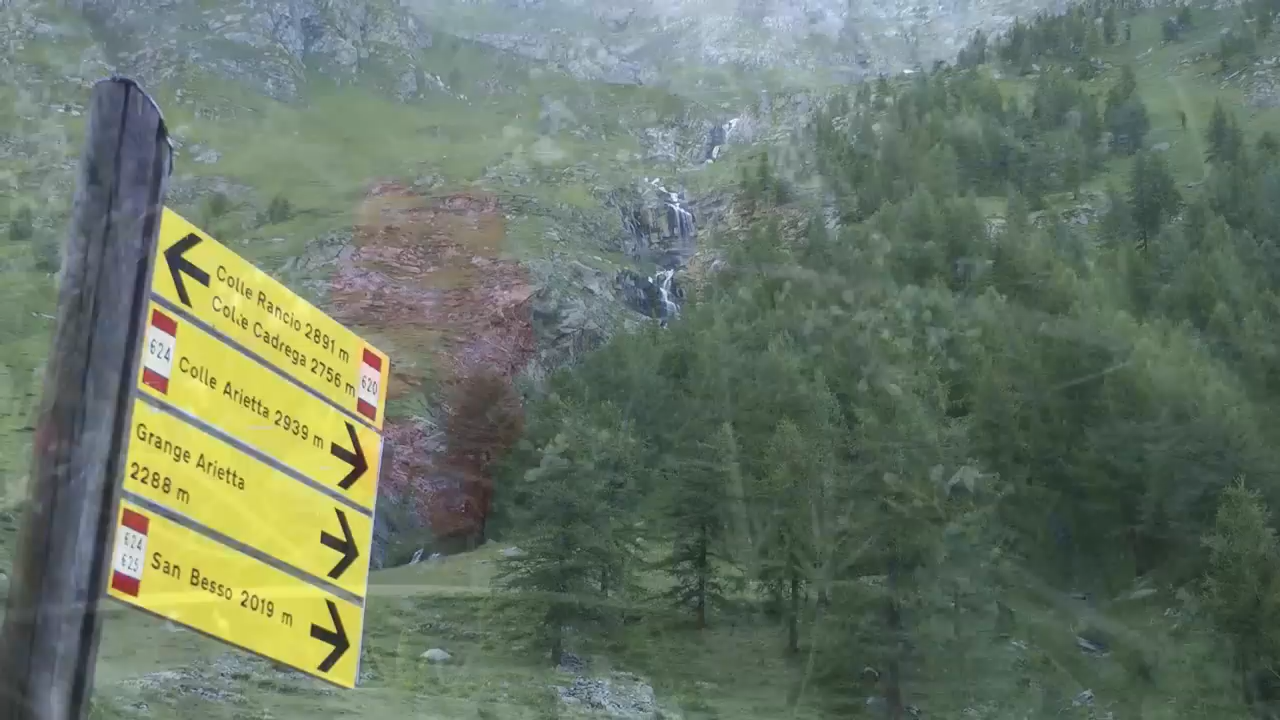 Colle Rancio 2891 m
Colle Cadrega 2756 m
620
624
Colle Arietta 2939 m
Grange Arietta
2288 m
624
625
San Besso 2019 m